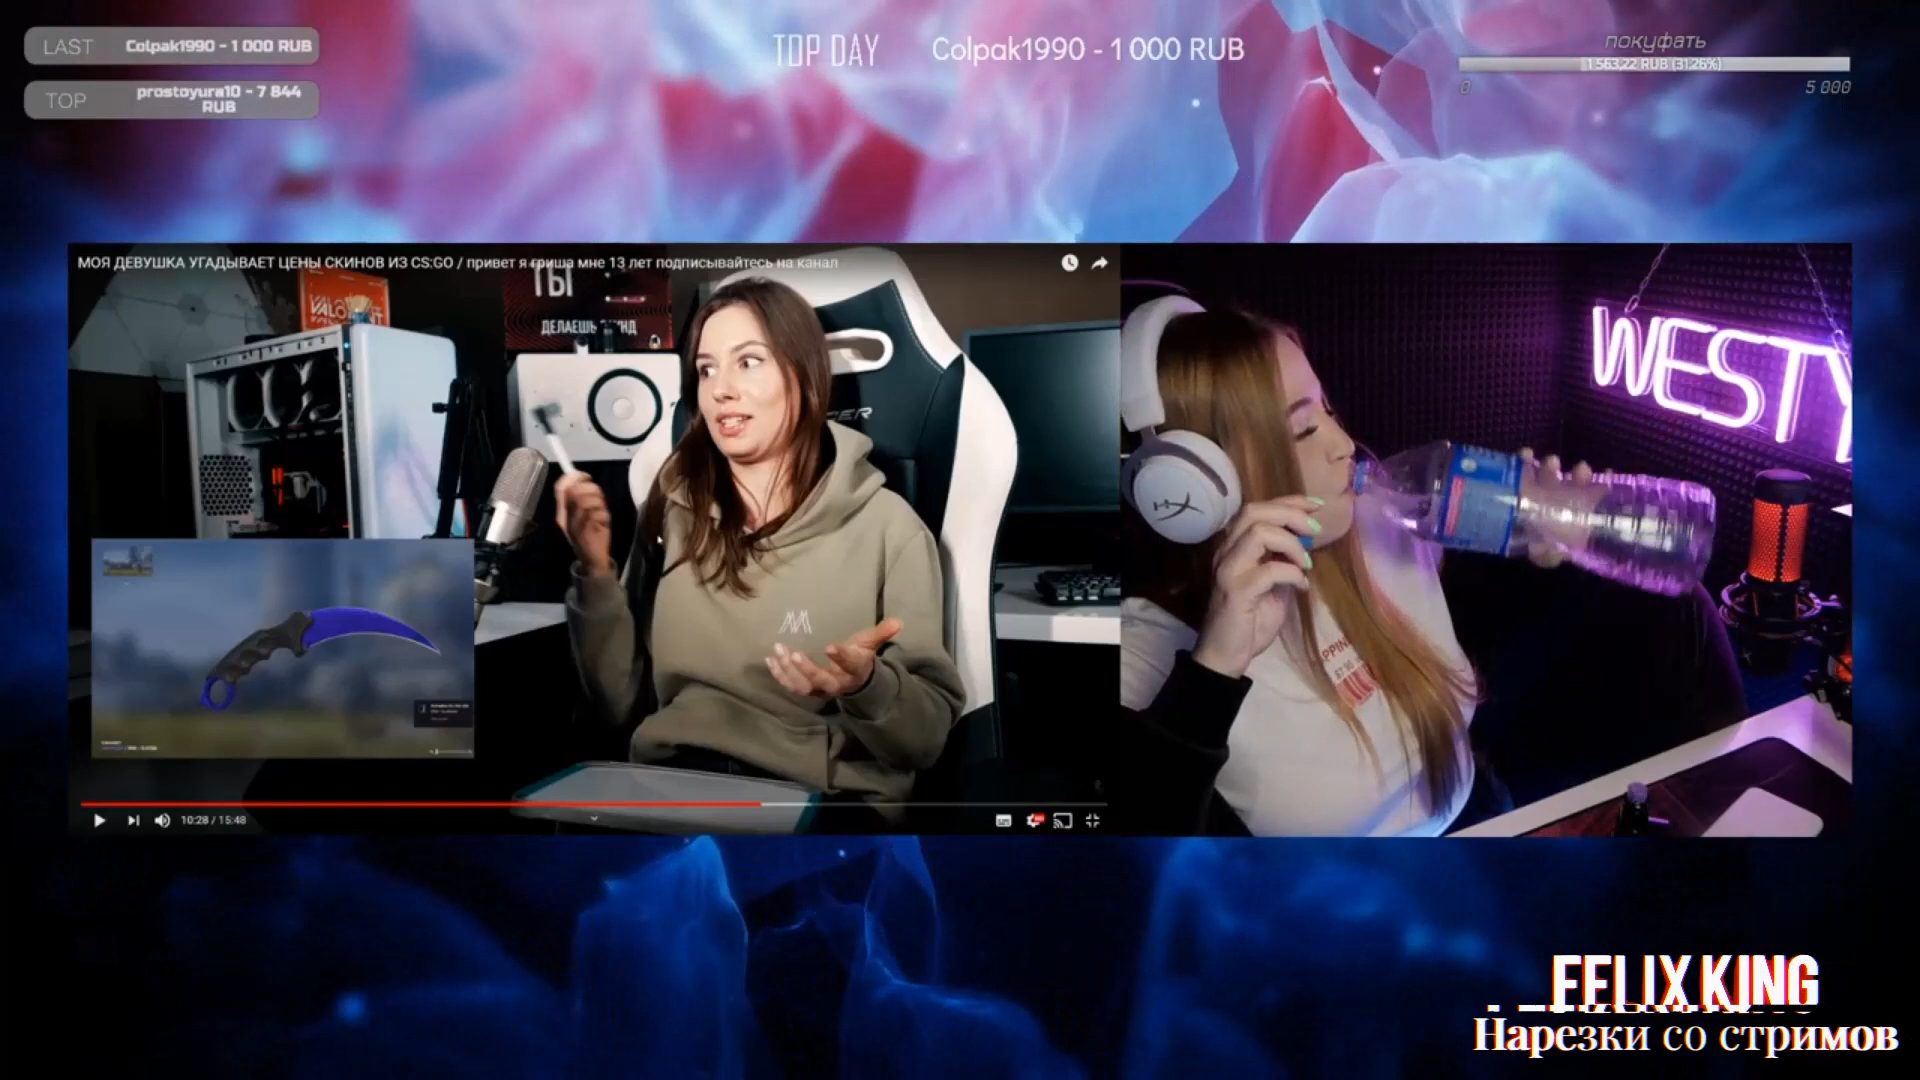 LAST Colpak1990 - 1 000 RUB
TOP prostoyura10 - 7 844
RUB
TOP DAY Colpak1990 - 1 000 RUB
покуфать
1 563,22 RUB (31.26%)
0 5 000
МОЯ ДЕВУШКА УГАДЫВАЕТ ЦЕНЫ СКИНОВ ИЗ CS:GO / привет я гриша мне 13 лет подписывайтесь на канал
VALORANT
ТЫ
ДЕЛАЕШЬ
WESTY
10:28 / 15:48
FELIX KING
Нарезки со стримов